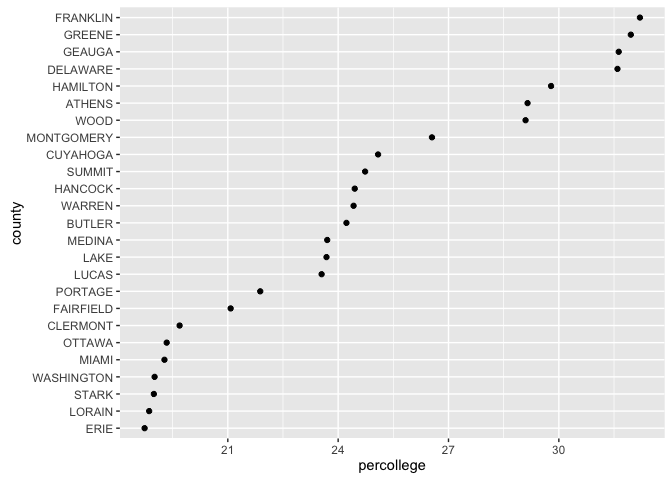 FRANKLIN
GREENE
GEAUGA
DELAWARE
HAMILTON
ATHENS
WOOD
MONTGOMERY
CUYAHOGA
SUMMIT
HANCOCK
WARREN
BUTLER
MEDINA
LAKE
LUCAS
PORTAGE
FAIRFIELD
CLERMONT
OTTAWA
MIAMI
WASHINGTON
STARK
LORAIN
ERIE
county
21 24 27 30
percollege